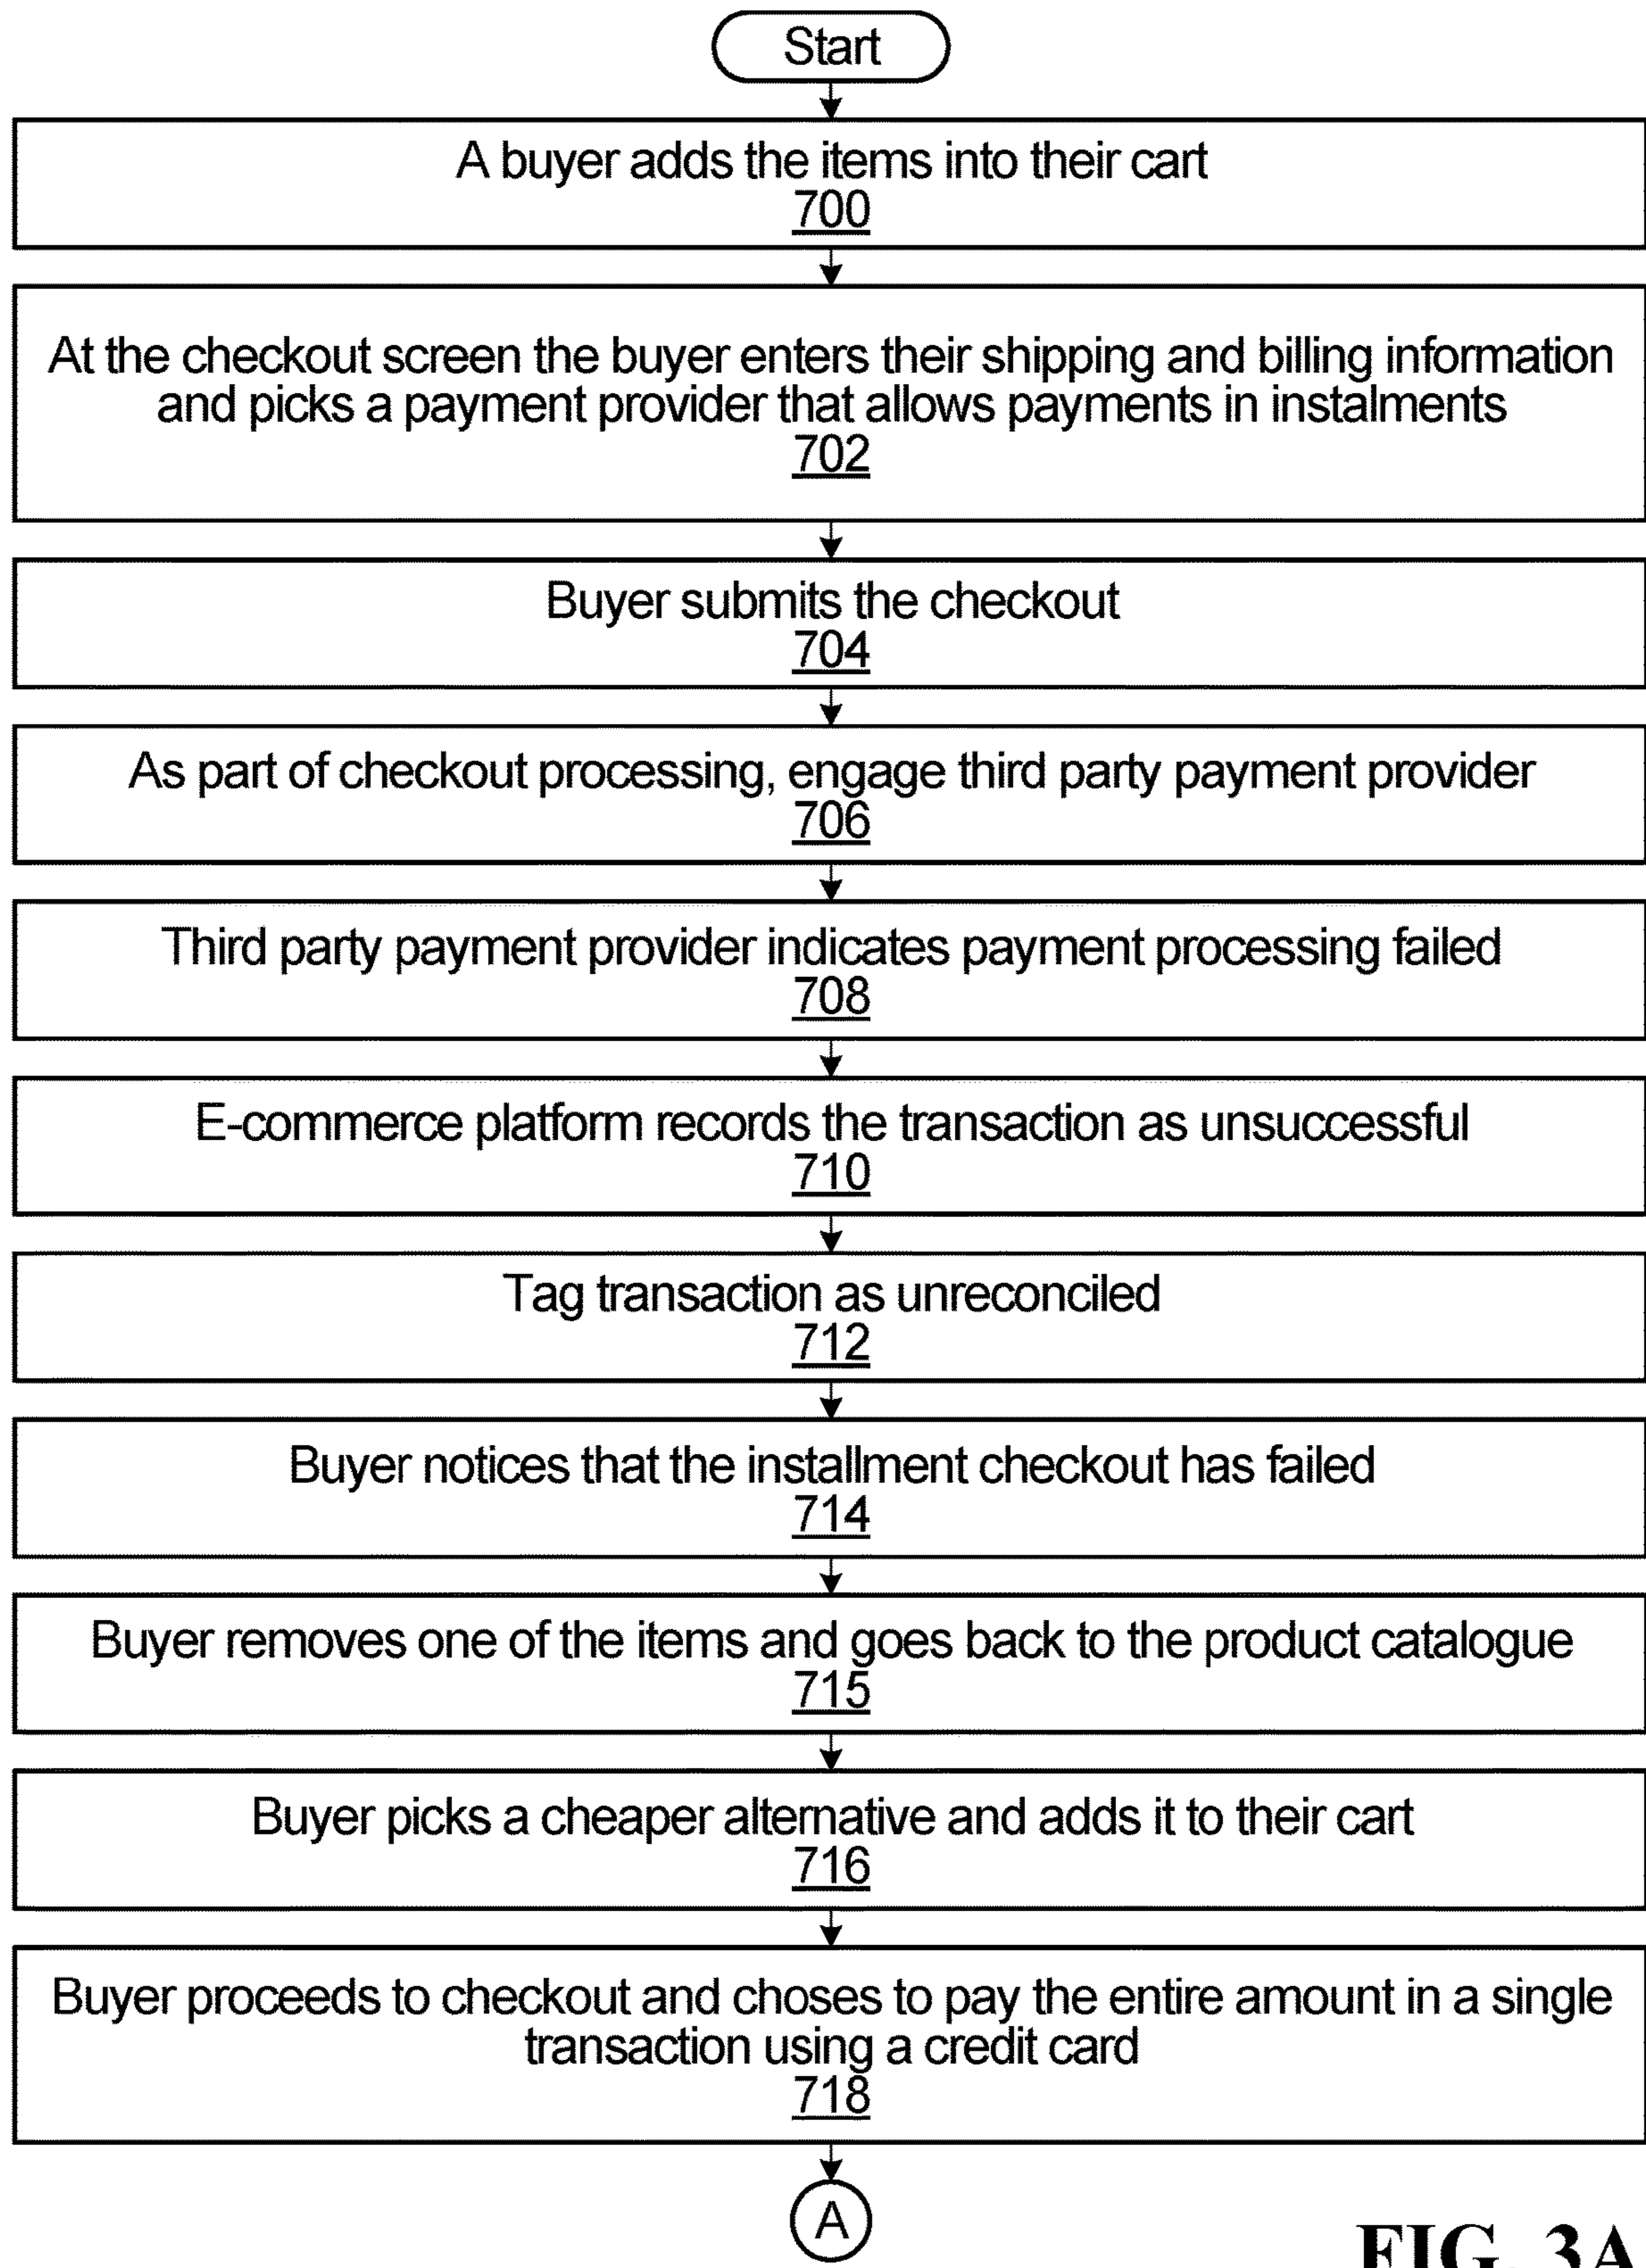 Start
A buyer adds the items into their cart
700
At the checkout screen the buyer enters their shipping and billing information
and picks a payment provider that allows payments in instalments
702
Buyer submits the checkout
704
As part of checkout processing, engage third party payment provider
706
Third party payment provider indicates payment processing failed
708
E-commerce platform records the transaction as unsuccessful
710
Tag transaction as unreconciled
712
Buyer notices that the installment checkout has failed
714
Buyer removes one of the items and goes back to the product catalogue
715
Buyer picks a cheaper alternative and adds it to their cart
716
Buyer proceeds to checkout and choses to pay the entire amount in a single
transaction using a credit card
718
A
FIG. 3A